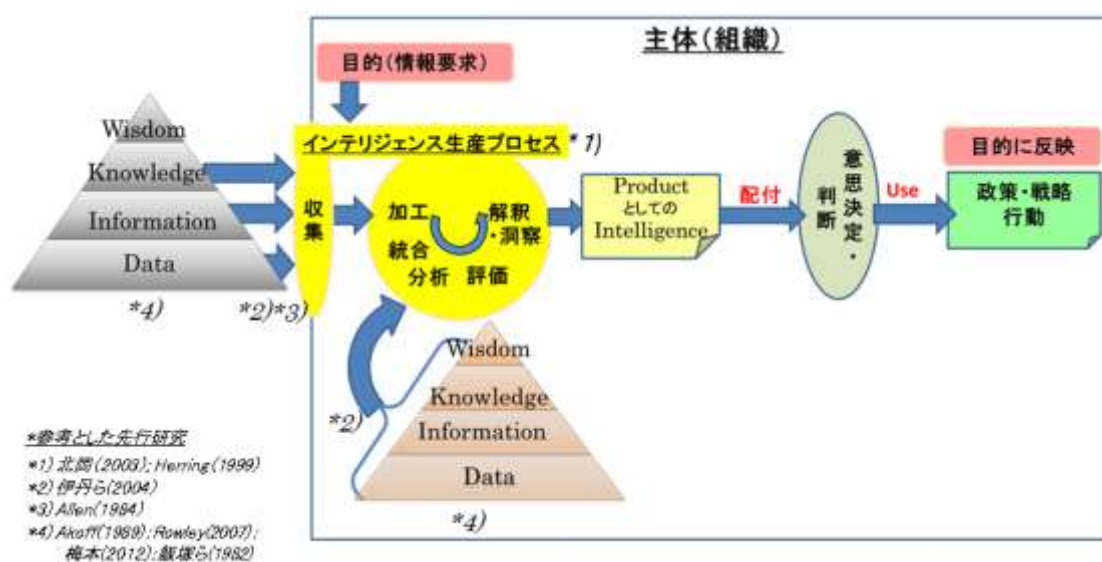 主体(組織)
目的(情報要求)
インテリジェンス生産プロセス *1)
Wisdom
Knowledge
Information
Data
*4)
*2)*3)
収集
加工
統合
分析
評価
解釈
・洞察
Product
としての
Intelligence
配付
意思決定・
判断
Use
目的に反映
政策・戦略
行動
Wisdom
Knowledge
Information
Data
*2)
*4)
*参考とした先行研究
*1) 北岡(2003); Herring(1999)
*2) 伊丹ら(2004)
*3) Allen(1984)
*4) Akoff(1989); Rowley(2007);
梅本(2012); 飯塚ら(1982)